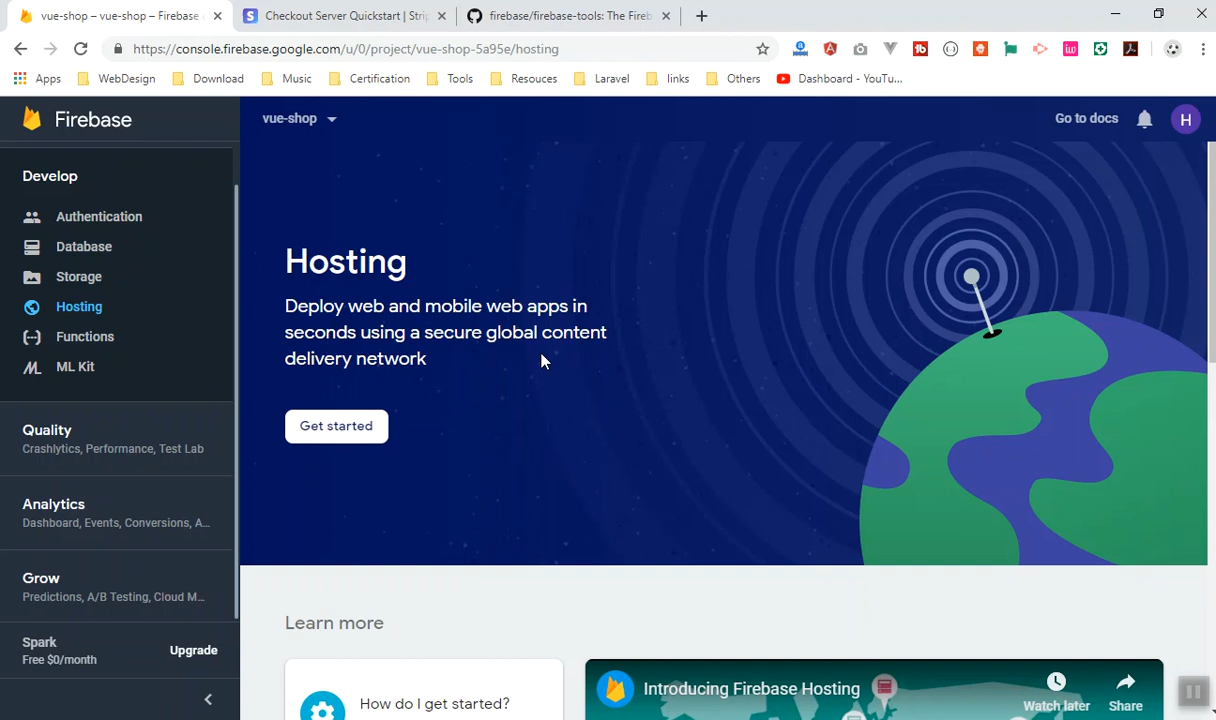 vue-shop – vue-shop – Firebase
Checkout Server Quickstart | Strip
firebase/firebase-tools: The Fireb
https://console.firebase.google.com/u/0/project/vue-shop-5a95e/hosting
Apps
WebDesign
Download
Music
Certification
Tools
Resouces
Laravel
links
Others
Dashboard - YouTu...
Firebase
vue-shop
Go to docs
H
Develop
Authentication
Database
Storage
Hosting
Functions
ML Kit
Quality
Crashlytics, Performance, Test Lab
Analytics
Dashboard, Events, Conversions, A...
Grow
Predictions, A/B Testing, Cloud M...
Spark
Free $0/month
Upgrade
Hosting
Deploy web and mobile web apps in
seconds using a secure global content
delivery network
Get started
Learn more
How do I get started?
Introducing Firebase Hosting
Watch later
Share